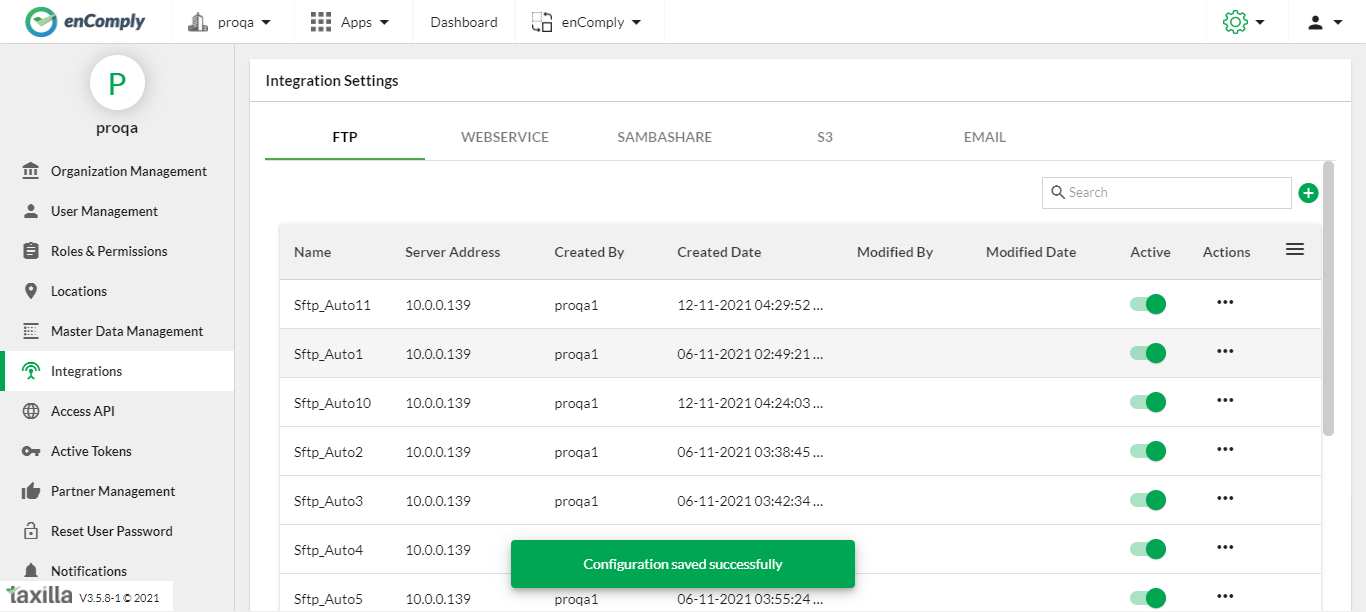 enComply
proqa
Apps
Dashboard
enComply
P
proqa
Organization Management
User Management
Roles & Permissions
Locations
Master Data Management
Integrations
Access API
Active Tokens
Partner Management
Reset User Password
Notifications
taxilla V3.5.8-1 © 2021
Integration Settings
FTP WEBSERVICE SAMBASHARE S3 EMAIL
Search
Name Server Address Created By Created Date Modified By Modified Date Active Actions
Sftp_Auto11 10.0.0.139 proqa1 12-11-2021 04:29:52 ...
Sftp_Auto1 10.0.0.139 proqa1 06-11-2021 02:49:21 ...
Sftp_Auto10 10.0.0.139 proqa1 12-11-2021 04:24:03 ...
Sftp_Auto2 10.0.0.139 proqa1 06-11-2021 03:38:45 ...
Sftp_Auto3 10.0.0.139 proqa1 06-11-2021 03:42:34 ...
Sftp_Auto4 10.0.0.139
Configuration saved successfully
Sftp_Auto5 10.0.0.139 proqa1 06-11-2021 03:55:24 ...